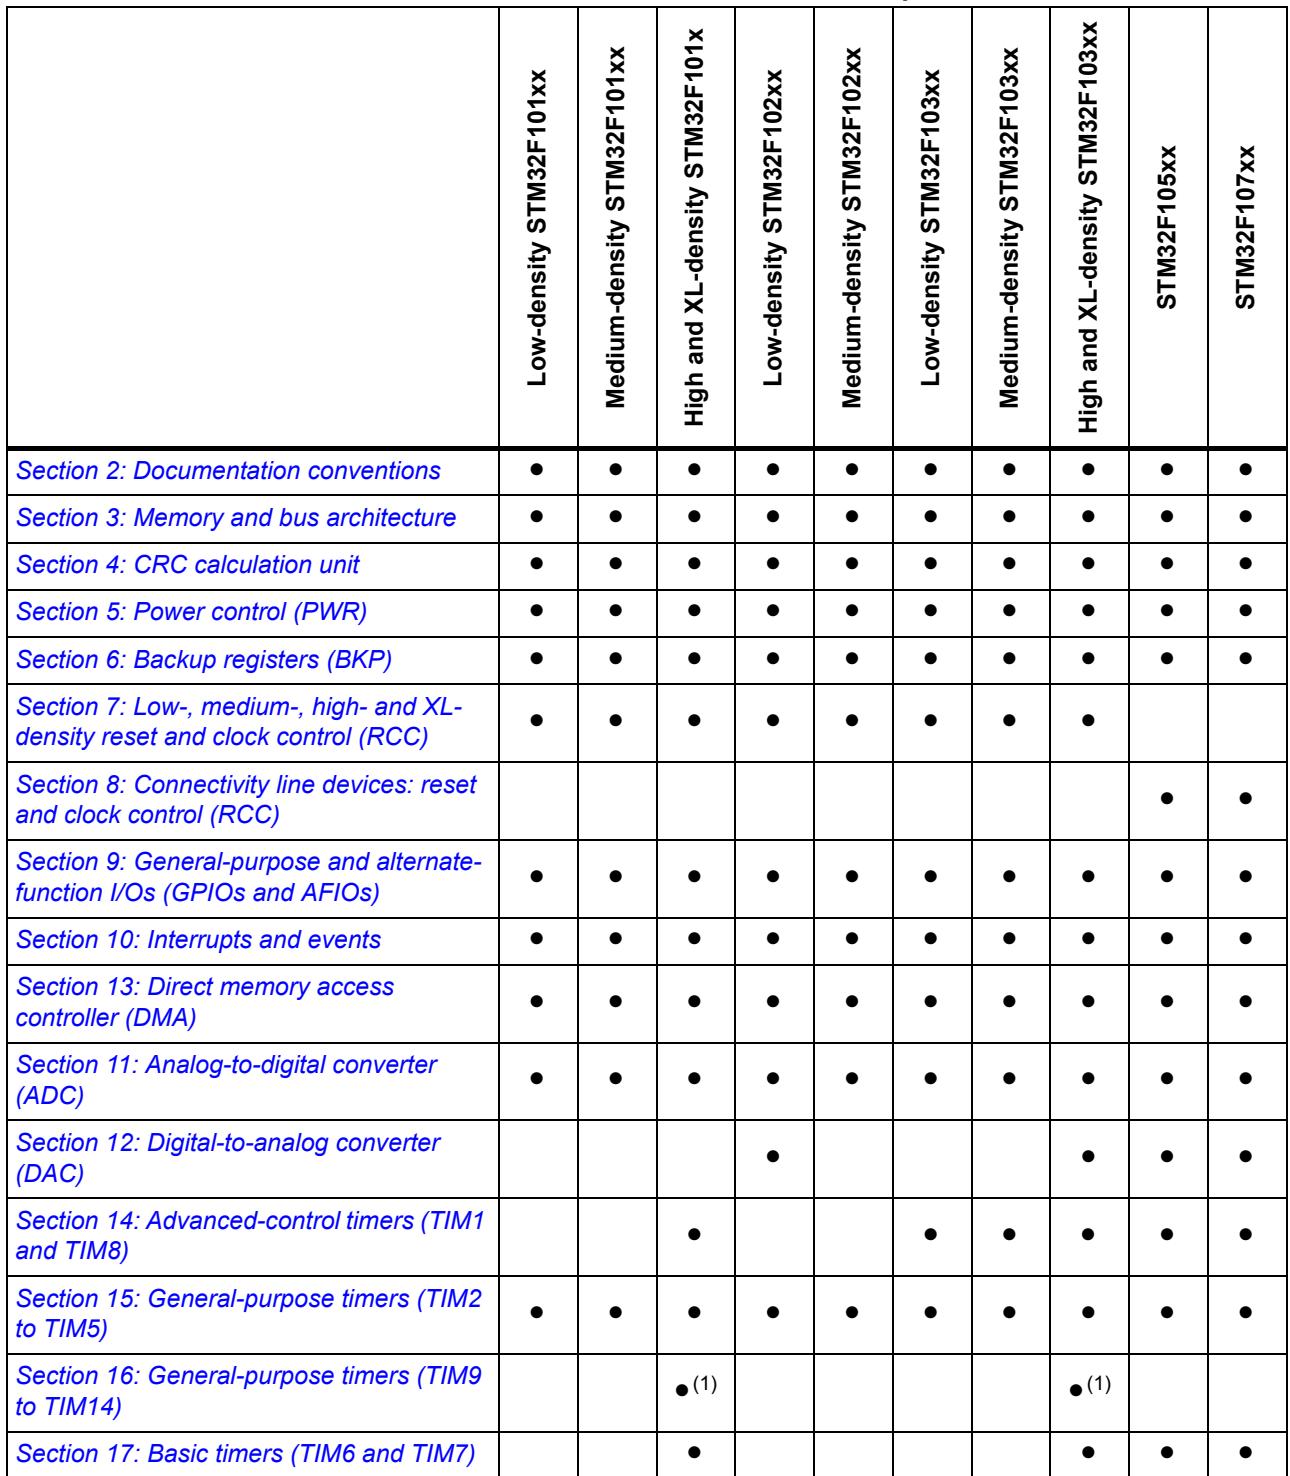 Low-density STM32F101xx
Medium-density STM32F101xx
High and XL-density STM32F101x
Low-density STM32F102xx
Medium-density STM32F102xx
Low-density STM32F103xx
Medium-density STM32F103xx
High and XL-density STM32F103xx
STM32F105xx
STM32F107xx
Section 2: Documentation conventions ● ● ● ● ● ● ● ● ● ●
Section 3: Memory and bus architecture ● ● ● ● ● ● ● ● ● ●
Section 4: CRC calculation unit ● ● ● ● ● ● ● ● ● ●
Section 5: Power control (PWR) ● ● ● ● ● ● ● ● ● ●
Section 6: Backup registers (BKP) ● ● ● ● ● ● ● ● ● ●
Section 7: Low-, medium-, high- and XL-
density reset and clock control (RCC) ● ● ● ● ● ● ● ●
Section 8: Connectivity line devices: reset
and clock control (RCC) ● ●
Section 9: General-purpose and alternate-
function I/Os (GPIOs and AFIOs) ● ● ● ● ● ● ● ● ● ●
Section 10: Interrupts and events ● ● ● ● ● ● ● ● ● ●
Section 13: Direct memory access
controller (DMA) ● ● ● ● ● ● ● ● ● ●
Section 11: Analog-to-digital converter
(ADC) ● ● ● ● ● ● ● ● ● ●
Section 12: Digital-to-analog converter
(DAC) ● ● ● ●
Section 14: Advanced-control timers (TIM1
and TIM8) ● ● ● ● ● ●
Section 15: General-purpose timers (TIM2
to TIM5) ● ● ● ● ● ● ● ● ● ●
Section 16: General-purpose timers (TIM9
to TIM14) ●(1) ●(1)
Section 17: Basic timers (TIM6 and TIM7) ● ● ● ●